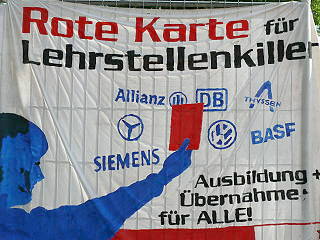 Rote Karte für
Lehrstellenkiller
Allianz DB THYSSEN
SIEMENS BASF
Ausbildung +
Übernahme
für ALLE!